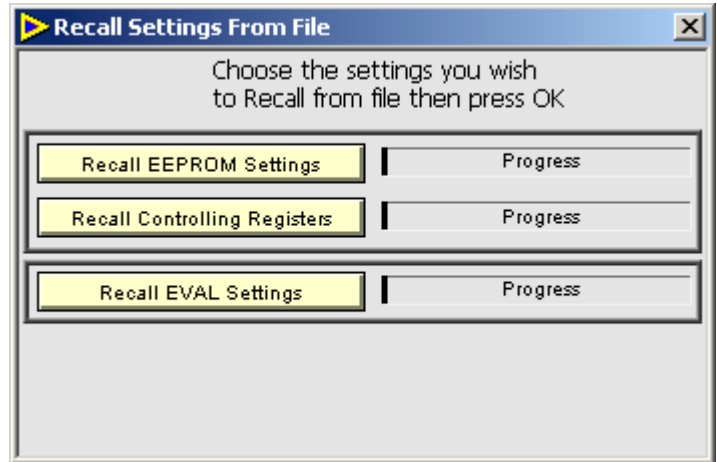 Recall Settings From File
Choose the settings you wish
to Recall from file then press OK
Recall EEPROM Settings
Progress
Recall Controlling Registers
Progress
Recall EVAL Settings
Progress